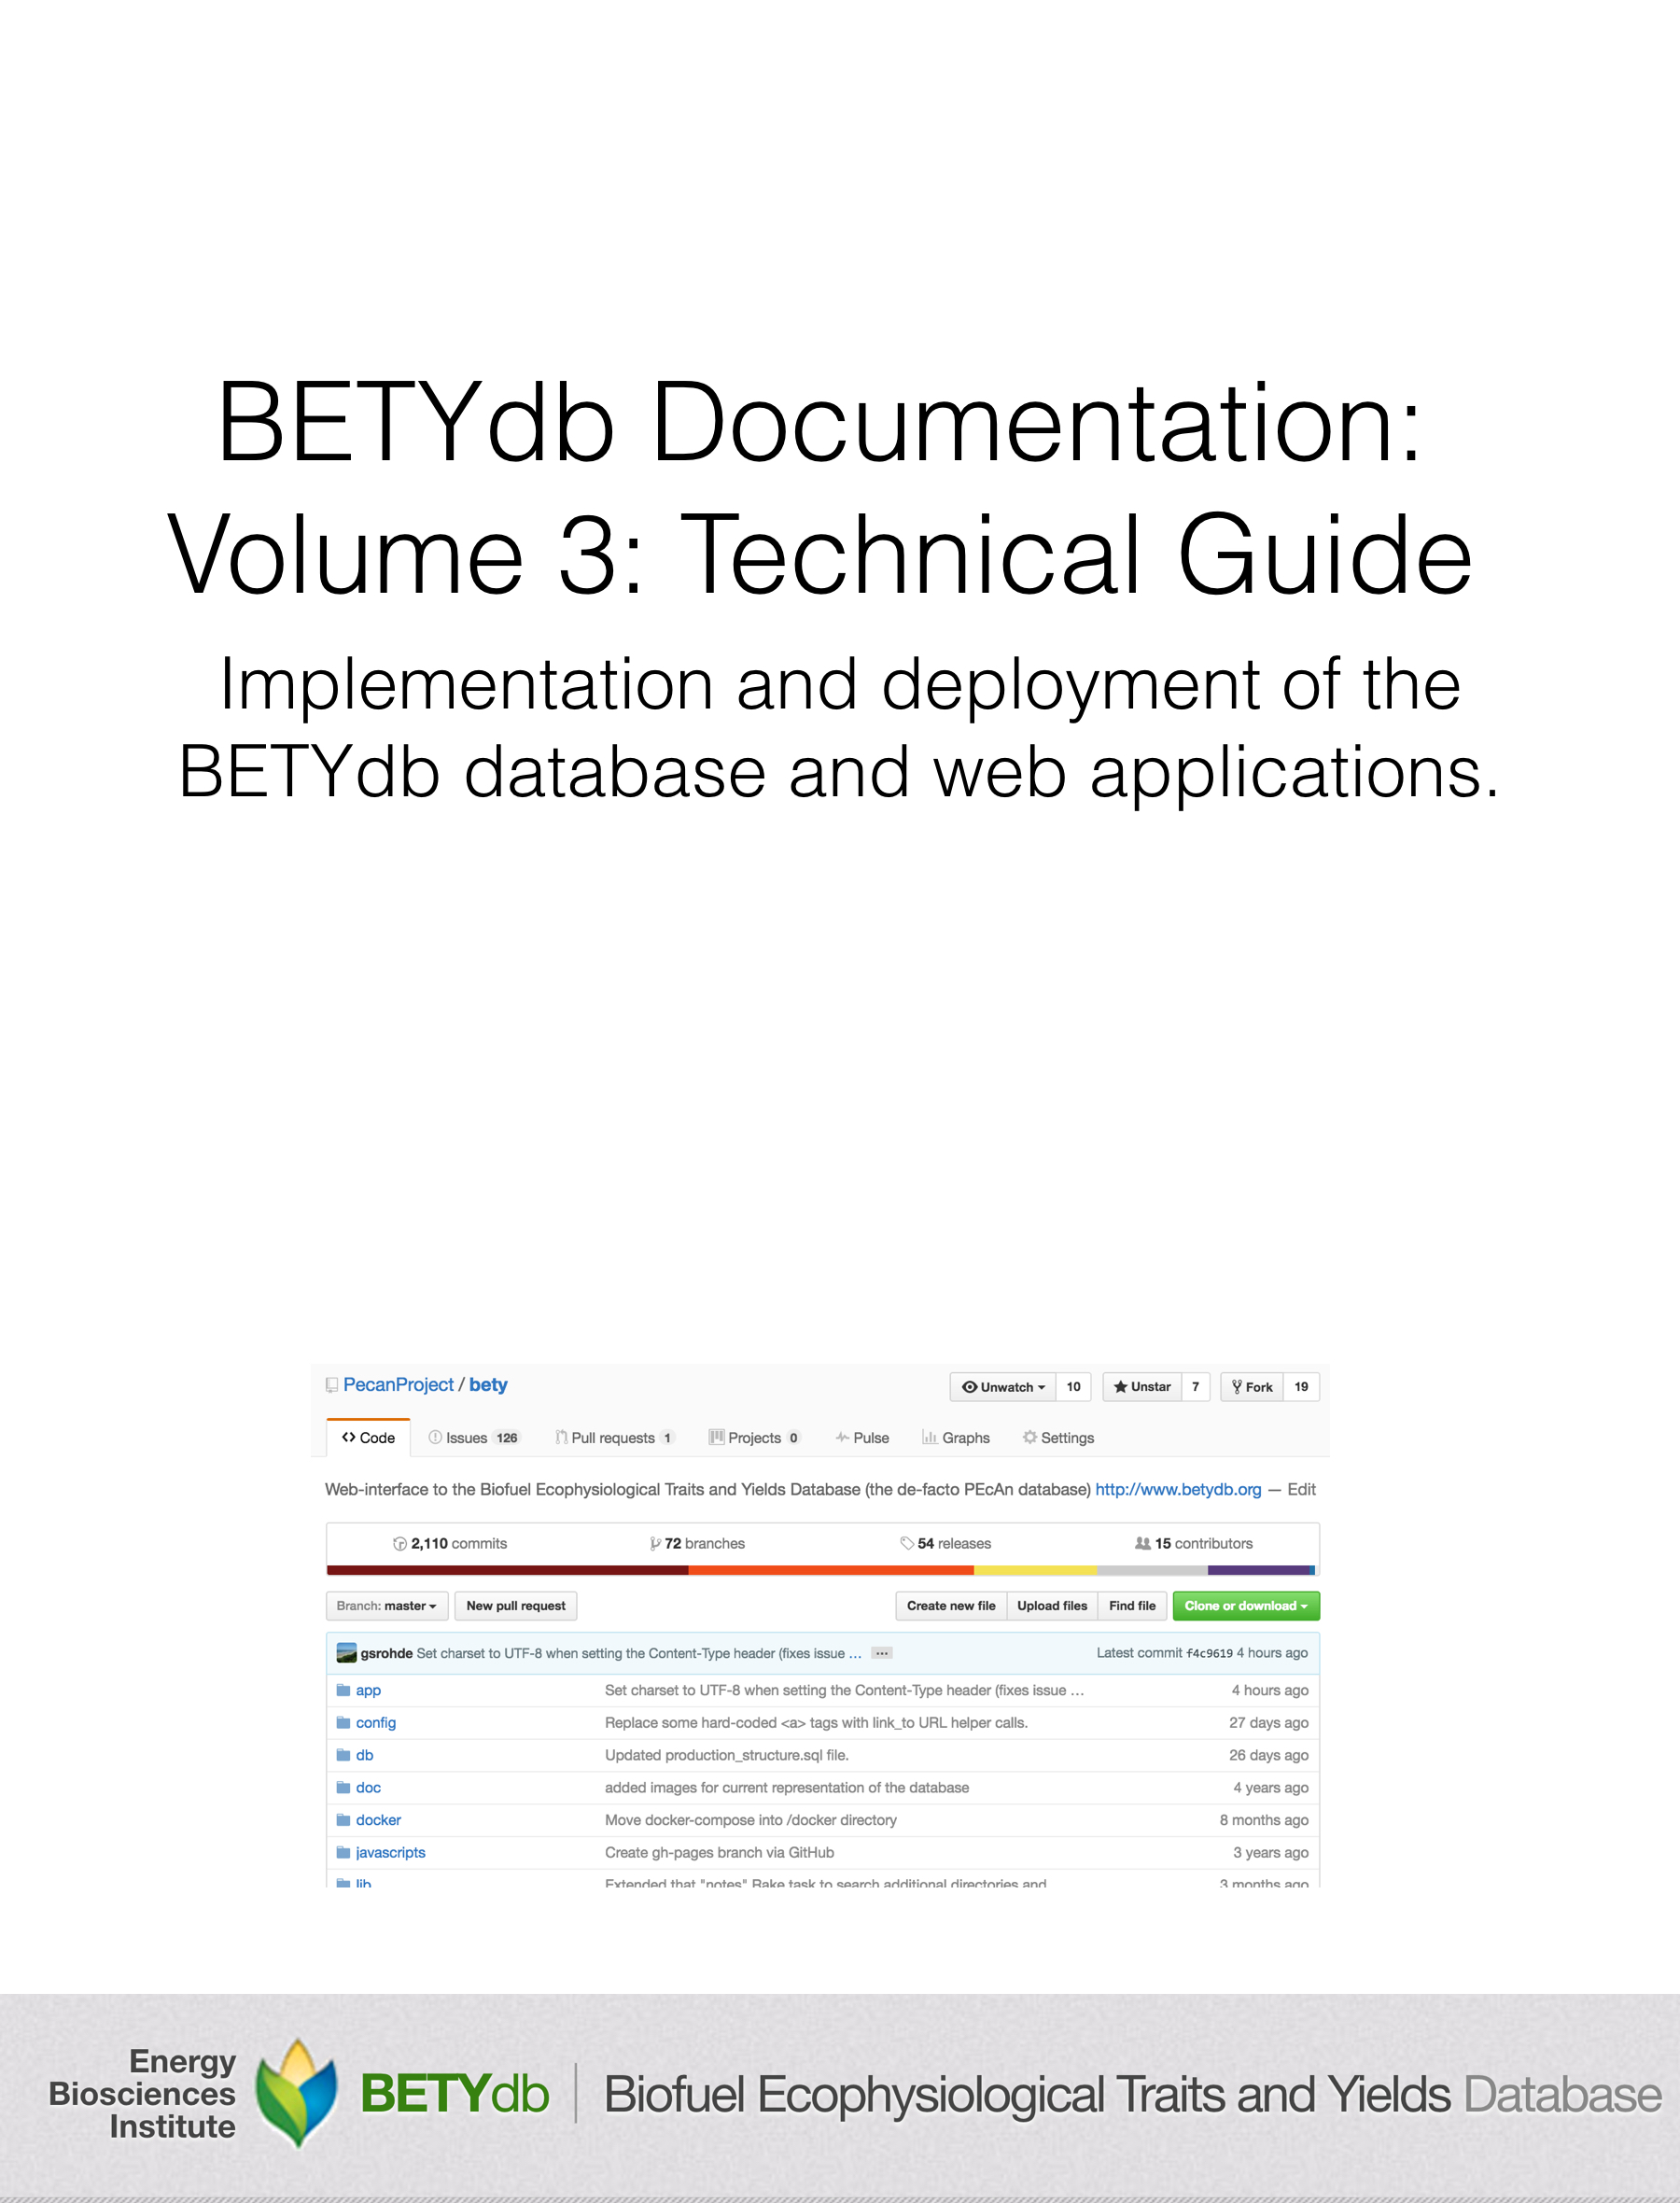 BETYdb Documentation:
Volume 3: Technical Guide
Implementation and deployment of the
BETYdb database and web applications.
PecanProject / bety
Unwatch 10 Unstar 7 Fork 19
Code Issues 126 Pull requests 1 Projects 0 Pulse Graphs Settings
Web-interface to the Biofuel Ecophysiological Traits and Yields Database (the de-facto PEcAn database) http://www.betydb.org — Edit
2,110 commits 72 branches 54 releases 15 contributors
Branch: master New pull request Create new file Upload files Find file Clone or download
gsrohde Set charset to UTF-8 when setting the Content-Type header (fixes issue ... Latest commit f4c9619 4 hours ago
app Set charset to UTF-8 when setting the Content-Type header (fixes issue ... 4 hours ago
config Replace some hard-coded <a> tags with link_to URL helper calls. 27 days ago
db Updated production_structure.sql file. 26 days ago
doc added images for current representation of the database 4 years ago
docker Move docker-compose into /docker directory 8 months ago
javascripts Create gh-pages branch via GitHub 3 years ago
lib Extended that "notes" Rake task to search additional directories and 3 months ago
Energy
Biosciences
Institute
BETYdb | Biofuel Ecophysiological Traits and Yields Database